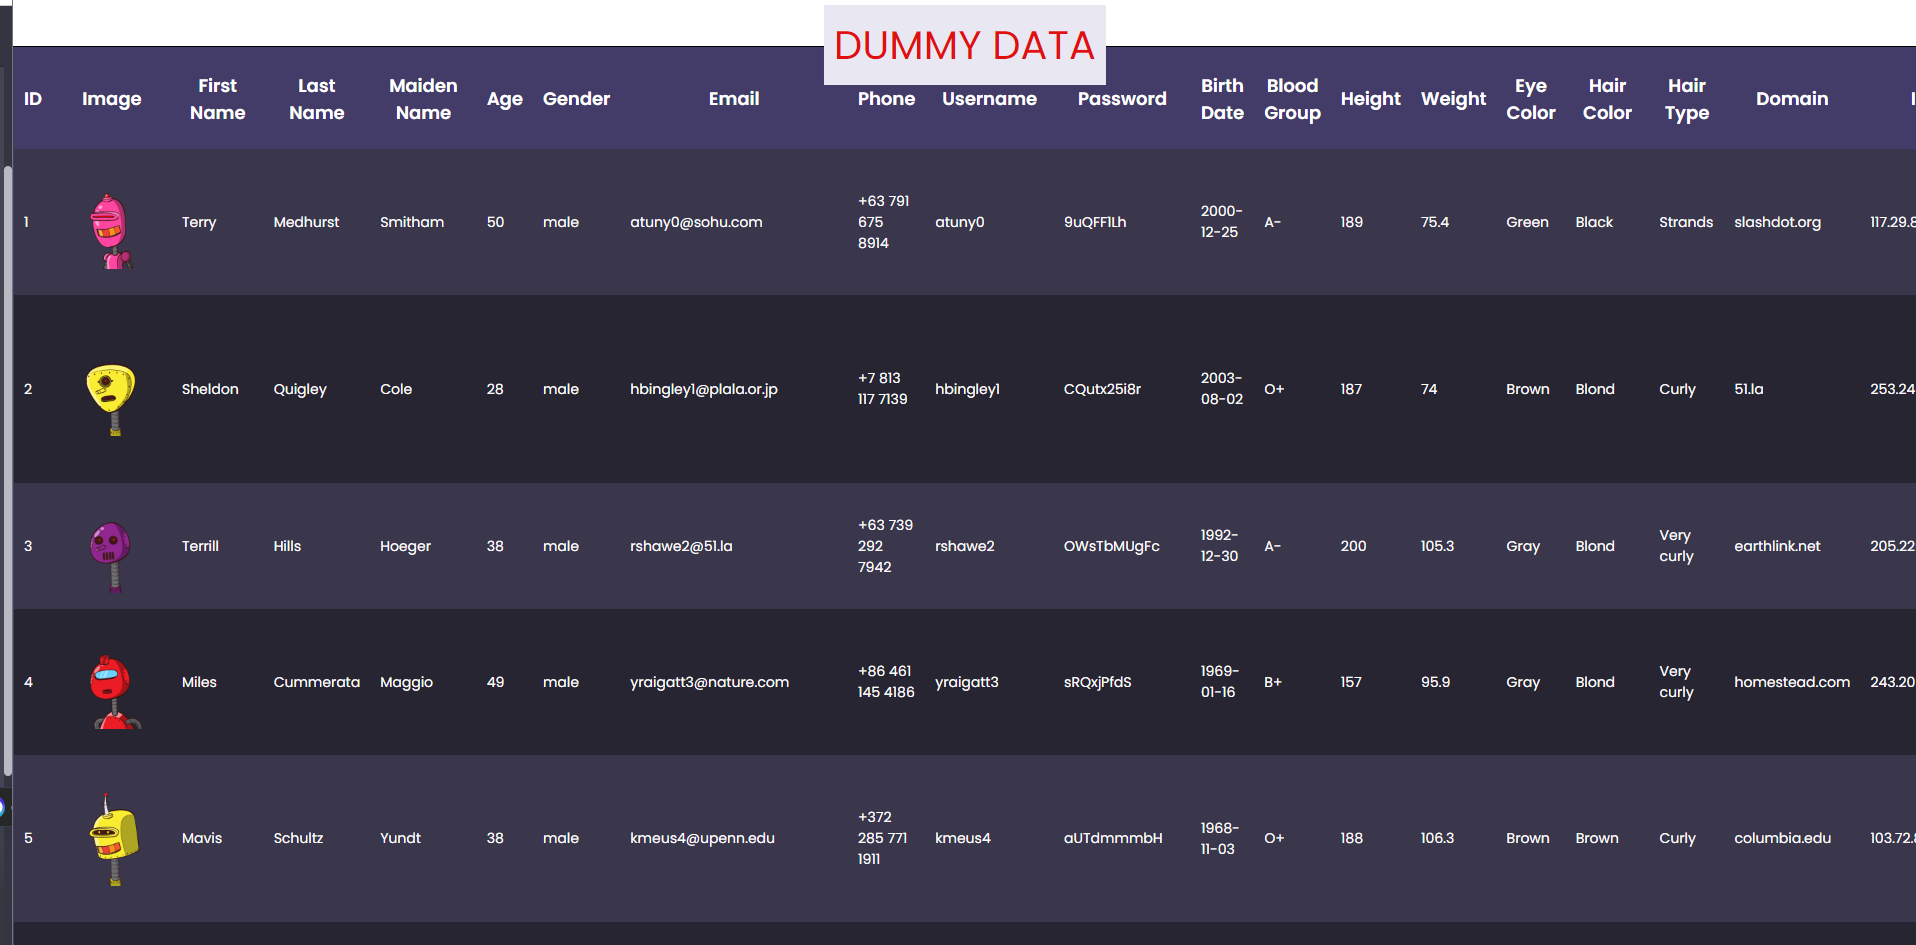 DUMMY DATA
ID Image First Name Last Name Maiden Name Age Gender Email Phone Username Password Birth Date Blood Group Height Weight Eye Color Hair Color Hair Type Domain
1 Terry Medhurst Smitham 50 male atuny0@sohu.com +63 791 675 8914 atuny0 9uQFF1Lh 2000-12-25 A- 189 75.4 Green Black Strands slashdot.org 117.29.8
2 Sheldon Quigley Cole 28 male hbingley1@plala.or.jp +7 813 117 7139 hbingley1 CQutx25i8r 2003-08-02 O+ 187 74 Brown Blond Curly 51.la 253.24
3 Terrill Hills Hoeger 38 male rshawe2@51.la +63 739 292 7942 rshawe2 OWsTbMUgFc 1992-12-30 A- 200 105.3 Gray Blond Very curly earthlink.net 205.22
4 Miles Cummerata Maggio 49 male yraigatt3@nature.com +86 461 145 4186 yraigatt3 sRQxjPfdS 1969-01-16 B+ 157 95.9 Gray Blond Very curly homestead.com 243.20
5 Mavis Schultz Yundt 38 male kmeus4@upenn.edu +372 285 771 1911 kmeus4 aUTdmmmbH 1968-11-03 O+ 188 106.3 Brown Brown Curly columbia.edu 103.72.